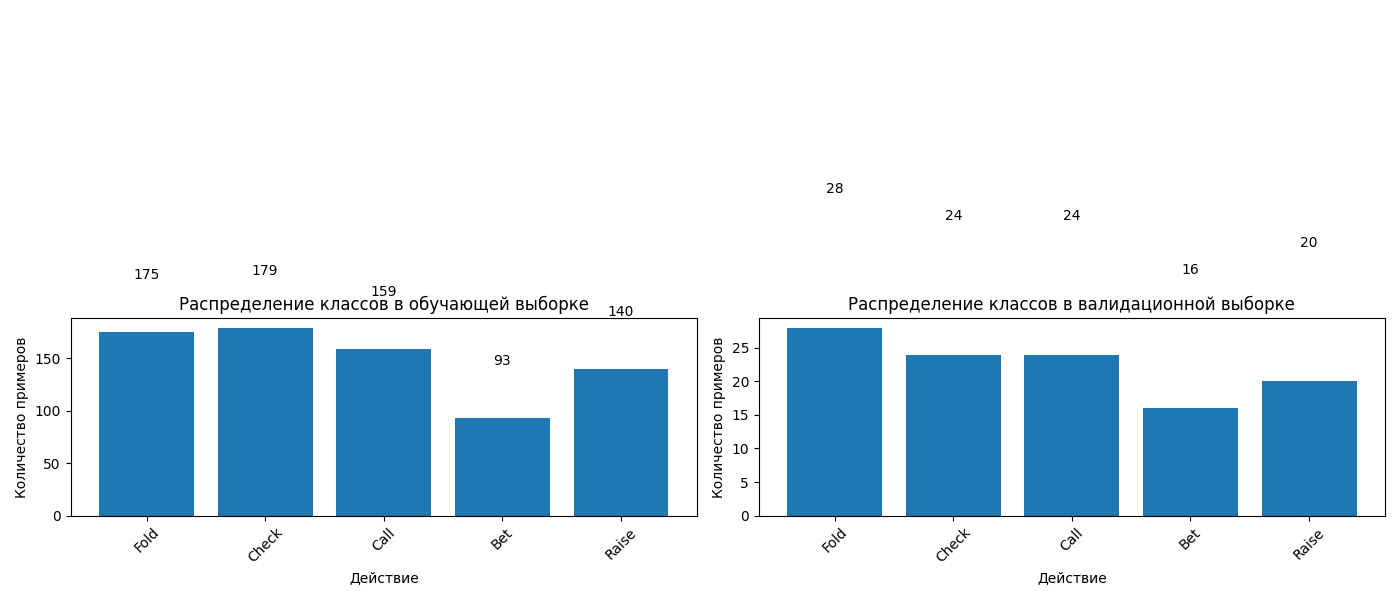 175
179
159
93
140
Распределение классов в обучающей выборке
Количество примеров
150
100
50
0
Fold
Check
Call
Bet
Raise
Действие
28
24
24
16
20
Распределение классов в валидационной выборке
Количество примеров
25
20
15
10
5
0
Fold
Check
Call
Bet
Raise
Действие